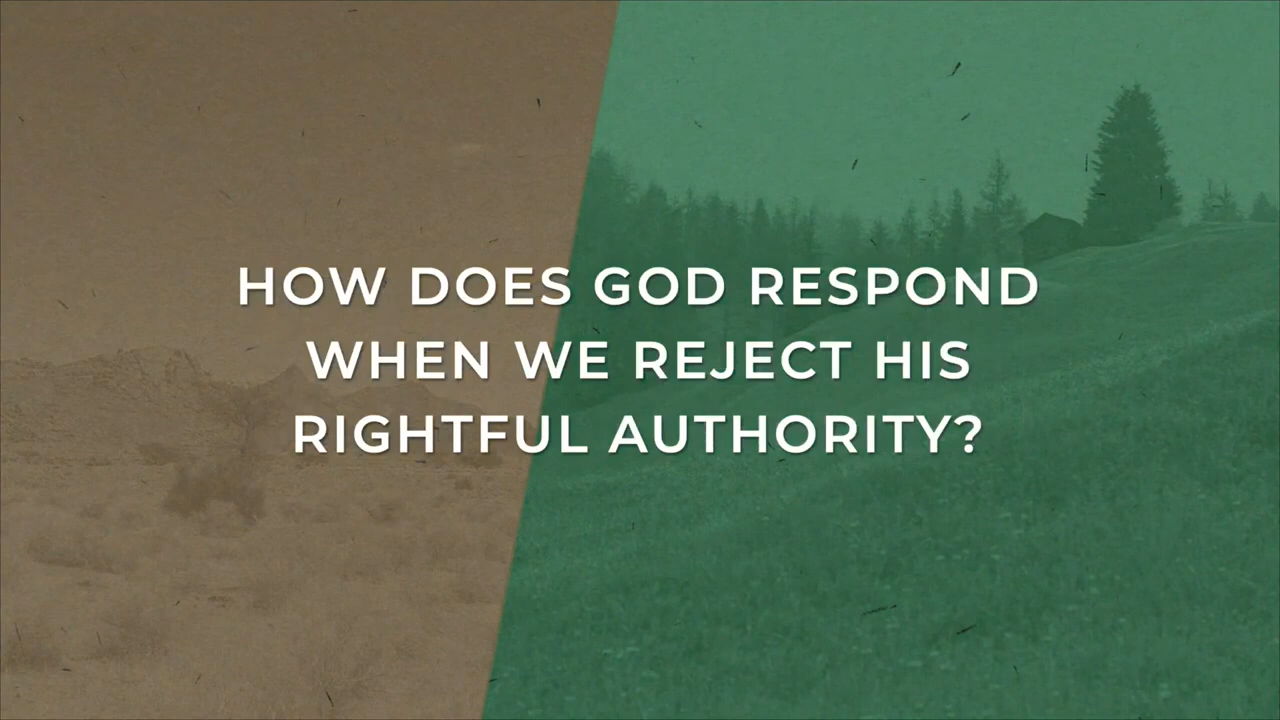 HOW DOES GOD RESPOND
WHEN WE REJECT HIS
RIGHTFUL AUTHORITY?